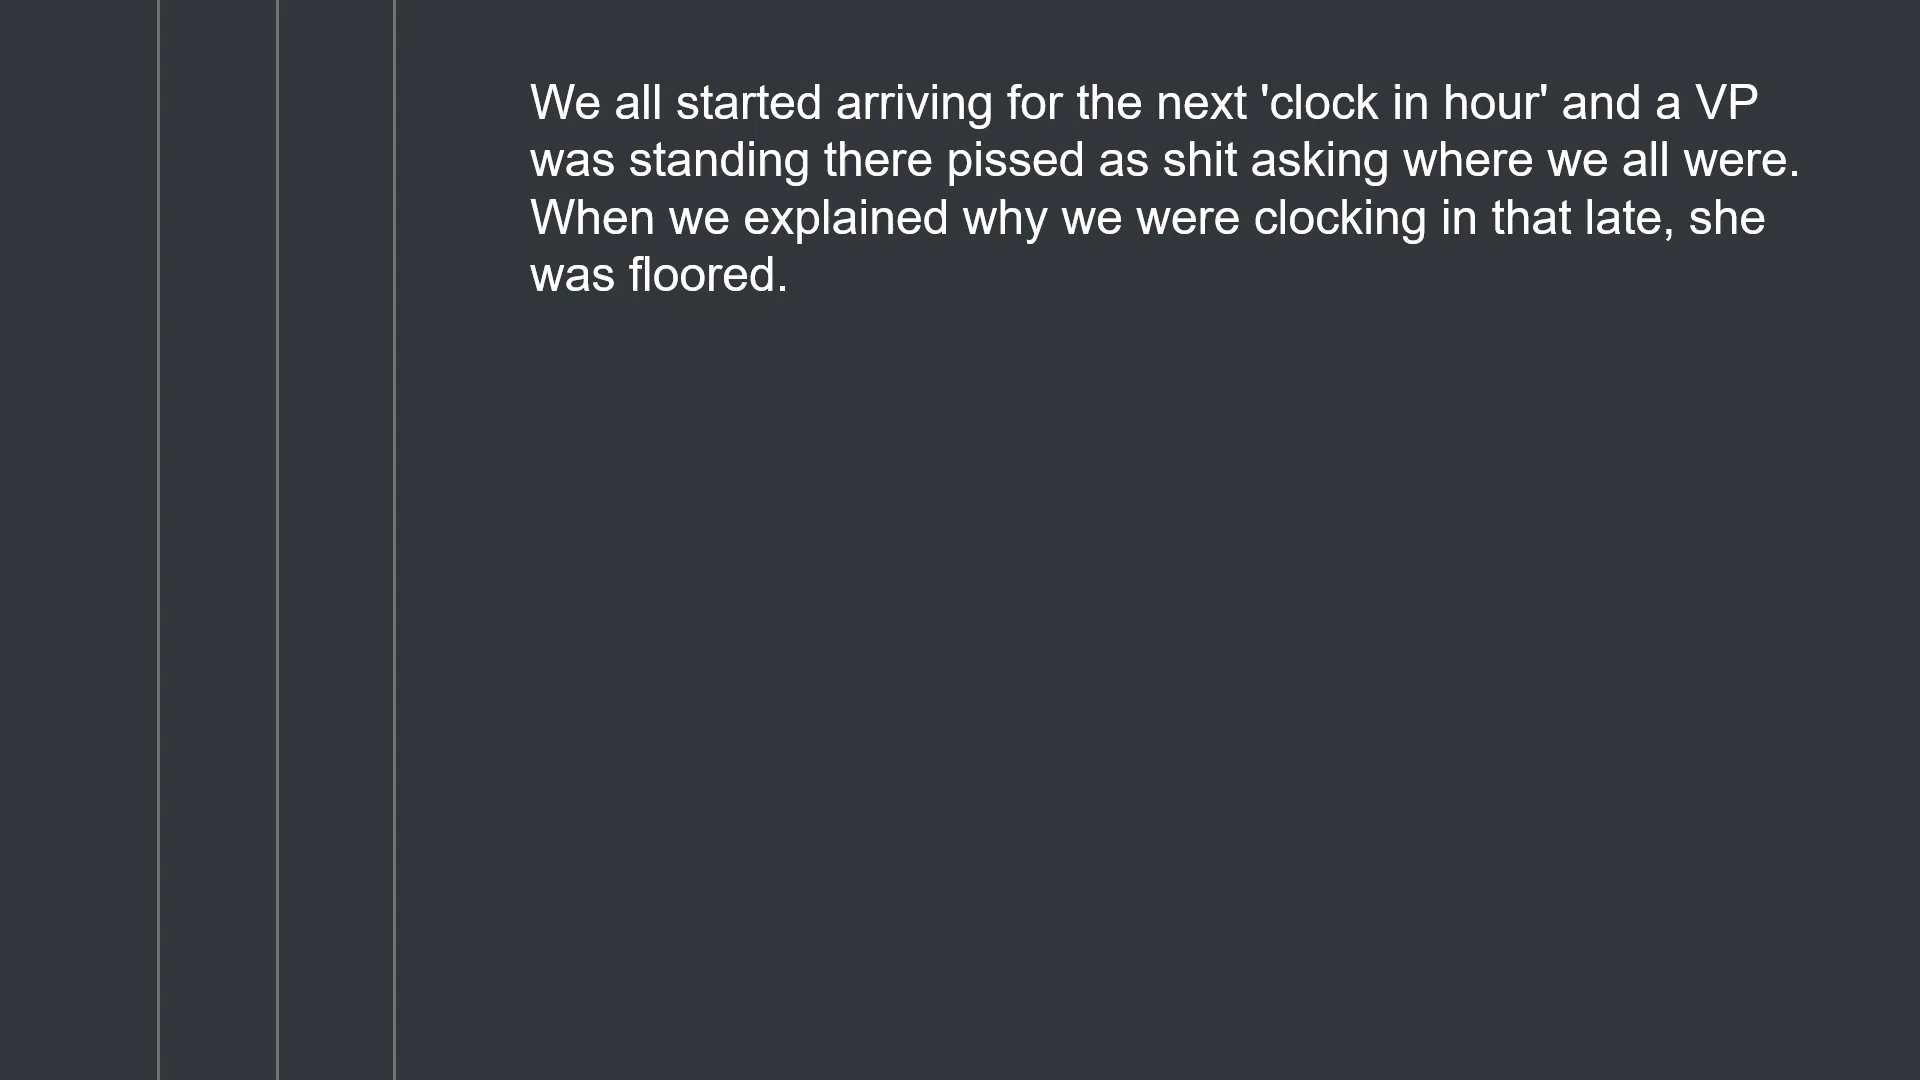 We all started arriving for the next 'clock in hour' and a VP
was standing there pissed as shit asking where we all were.
When we explained why we were clocking in that late, she
was floored.